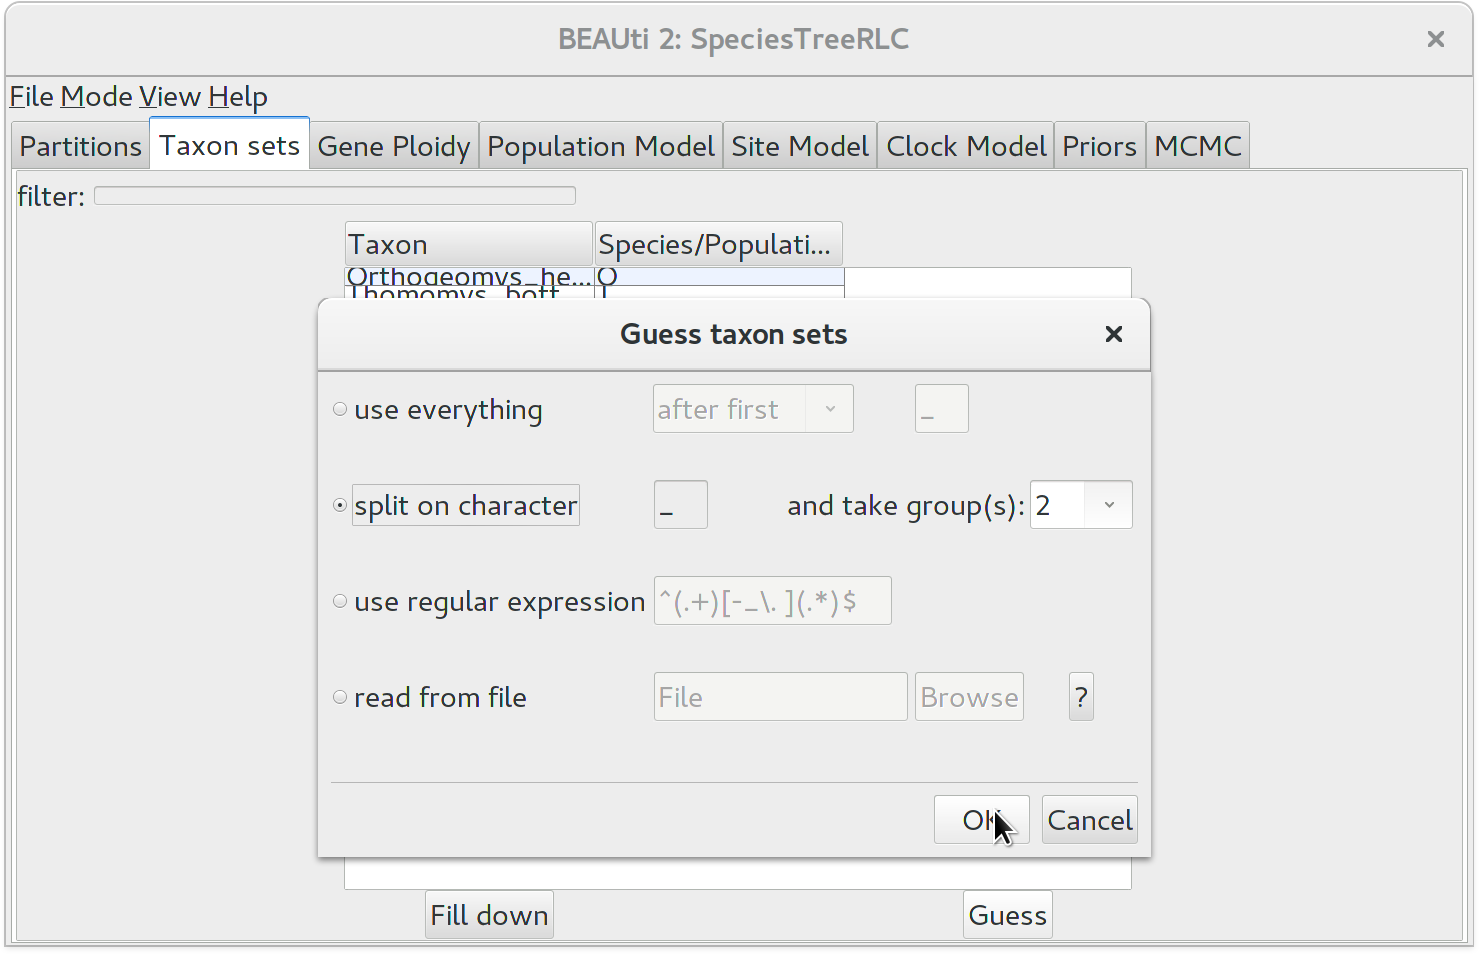 BEAUti 2: SpeciesTreeRLC
File Mode View Help
Partitions Taxon sets Gene Ploidy Population Model Site Model Clock Model Priors MCMC
filter:
Taxon Species/Populati...
Orthogeomys_he... O
Thomomys_bott...
Guess taxon sets
use everything after first _
split on character _ and take group(s): 2
use regular expression ^(.+)[-_\. ](.*)$
read from file File Browse ?
OK Cancel
Fill down Guess